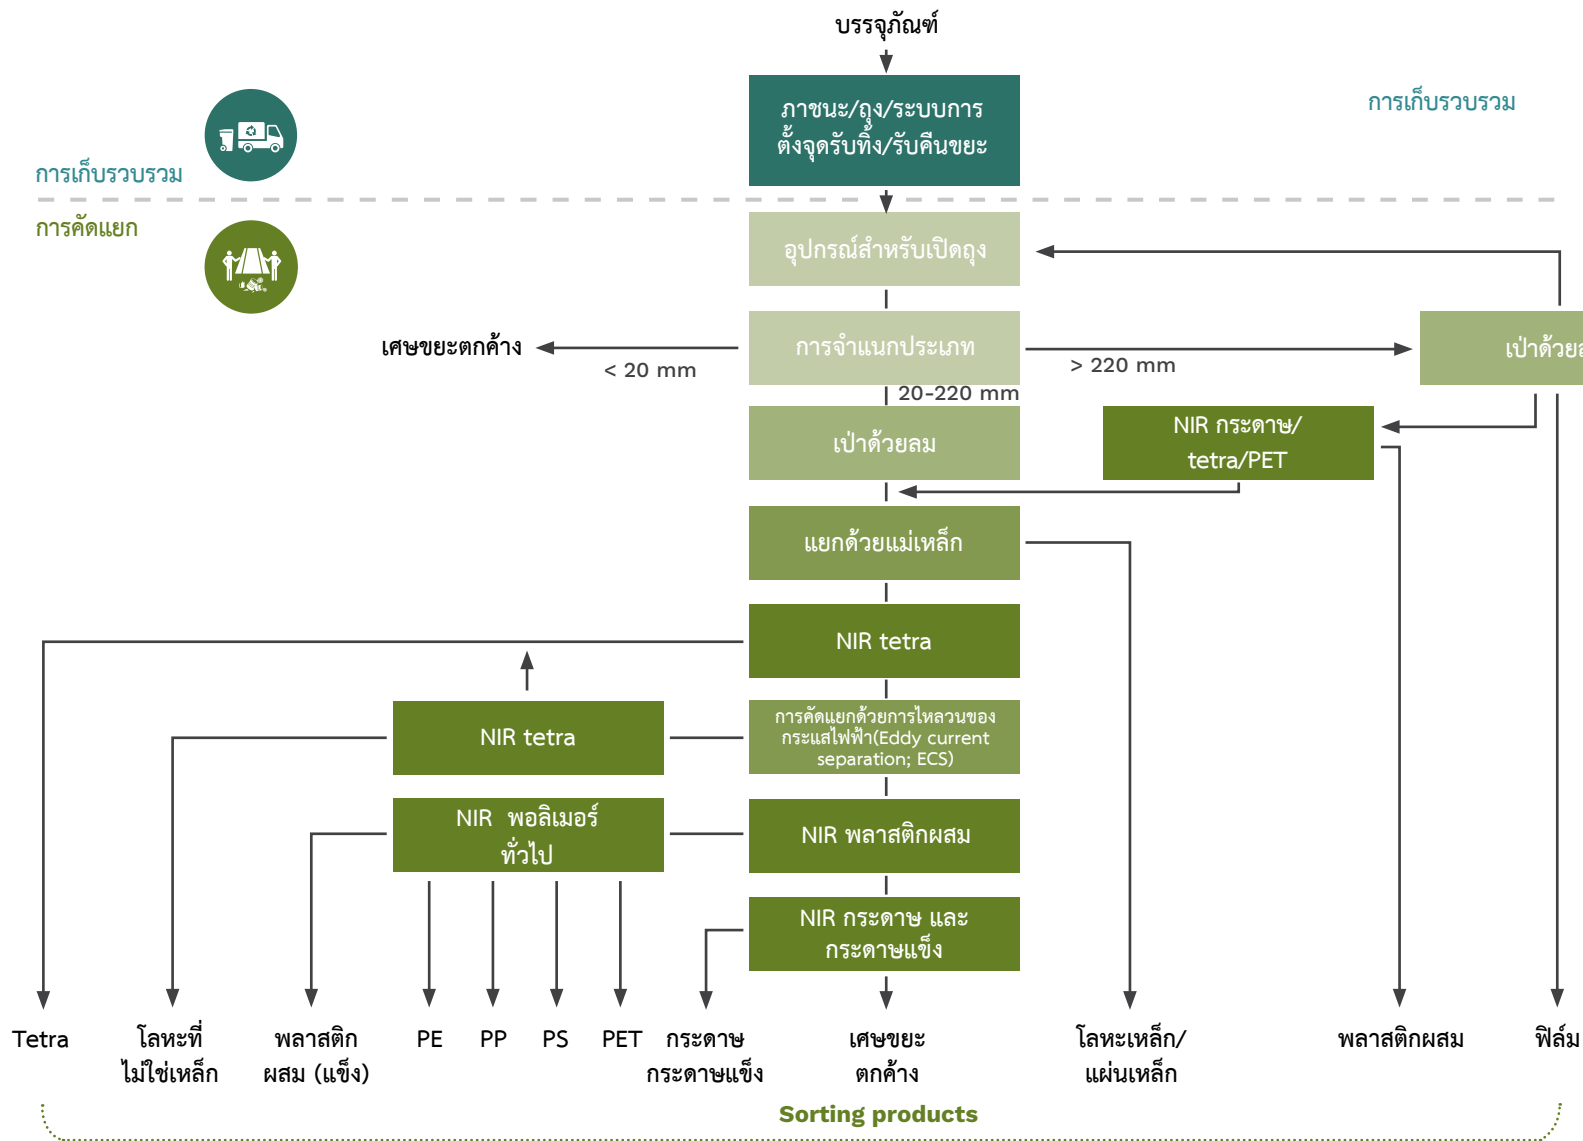 บรรจุภัณฑ์
ภาชนะ/ถุง/ระบบการ
ตั้งจุดรับทิ้ง/รับคืนขยะ
การเก็บรวบรวม
การเก็บรวบรวม
การคัดแยก
อุปกรณ์สำหรับเปิดถุง
เศษขยะตกค้าง
< 20 mm
การจำแนกประเภท
> 220 mm
เป่าด้วย
20-220 mm
เป่าด้วยลม
NIR กระดาษ/
tetra/PET
แยกด้วยแม่เหล็ก
NIR tetra
NIR tetra
การคัดแยกด้วยการไหลวนของ
กระแสไฟฟ้า(Eddy current
separation; ECS)
NIR พอลิเมอร์
ทั่วไป
NIR พลาสติกผสม
NIR กระดาษ และ
กระดาษแข็ง
Tetra
โลหะที่
ไม่ใช่เหล็ก
พลาสติก
ผสม (แข็ง)
PE
PP
PS
PET
กระดาษ
กระดาษแข็ง
เศษขยะ
ตกค้าง
โลหะเหล็ก/
แผ่นเหล็ก
พลาสติกผสม
ฟิล์ม
Sorting products